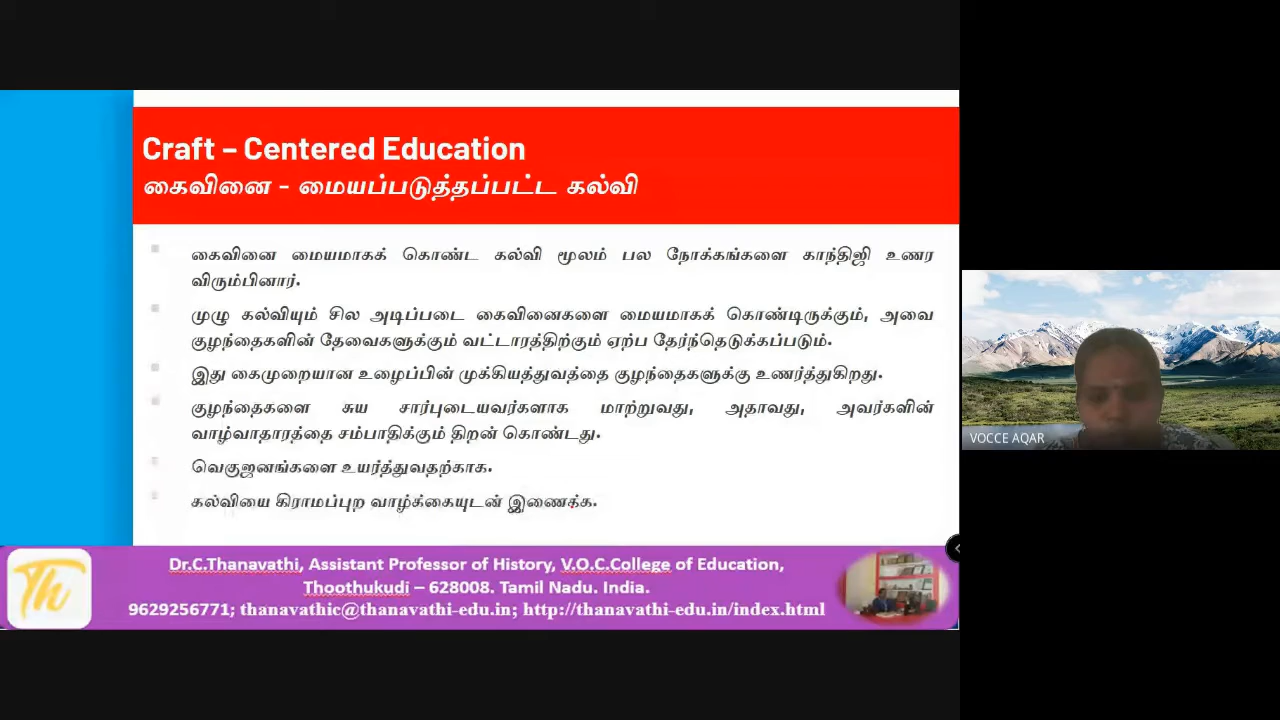 Craft – Centered Education
கைவினை - மையப்படுத்தப்பட்ட கல்வி
கைவினை மையமாகக் கொண்ட கல்வி மூலம் பல நோக்கங்களை காந்திஜி உணர
விரும்பினார்.
முழு கல்வியும் சில அடிப்படை கைவினைகளை மையமாகக் கொண்டிருக்கும், அவை
குழந்தைகளின் தேவைகளுக்கும் வட்டாரத்திற்கும் ஏற்ப தேர்ந்தெடுக்கப்படும்.
இது கைமுறையான உழைப்பின் முக்கியத்துவத்தை குழந்தைகளுக்கு உணர்த்துகிறது.
குழந்தைகளை சுய சார்புடையவர்களாக மாற்றுவது, அதாவது, அவர்களின்
வாழ்வாதாரத்தை சம்பாதிக்கும் திறன் கொண்டது.
வெகுஜனங்களை உயர்த்துவதற்காக.
கல்வியை கிராமப்புற வாழ்க்கையுடன் இணைக்க.
VOCCE AQAR
Th
Dr.C.Thanavathi, Assistant Professor of History, V.O.C.College of Education,
Thoothukudi – 628008. Tamil Nadu. India.
9629256771; thanavathic@thanavathi-edu.in; http://thanavathi-edu.in/index.html